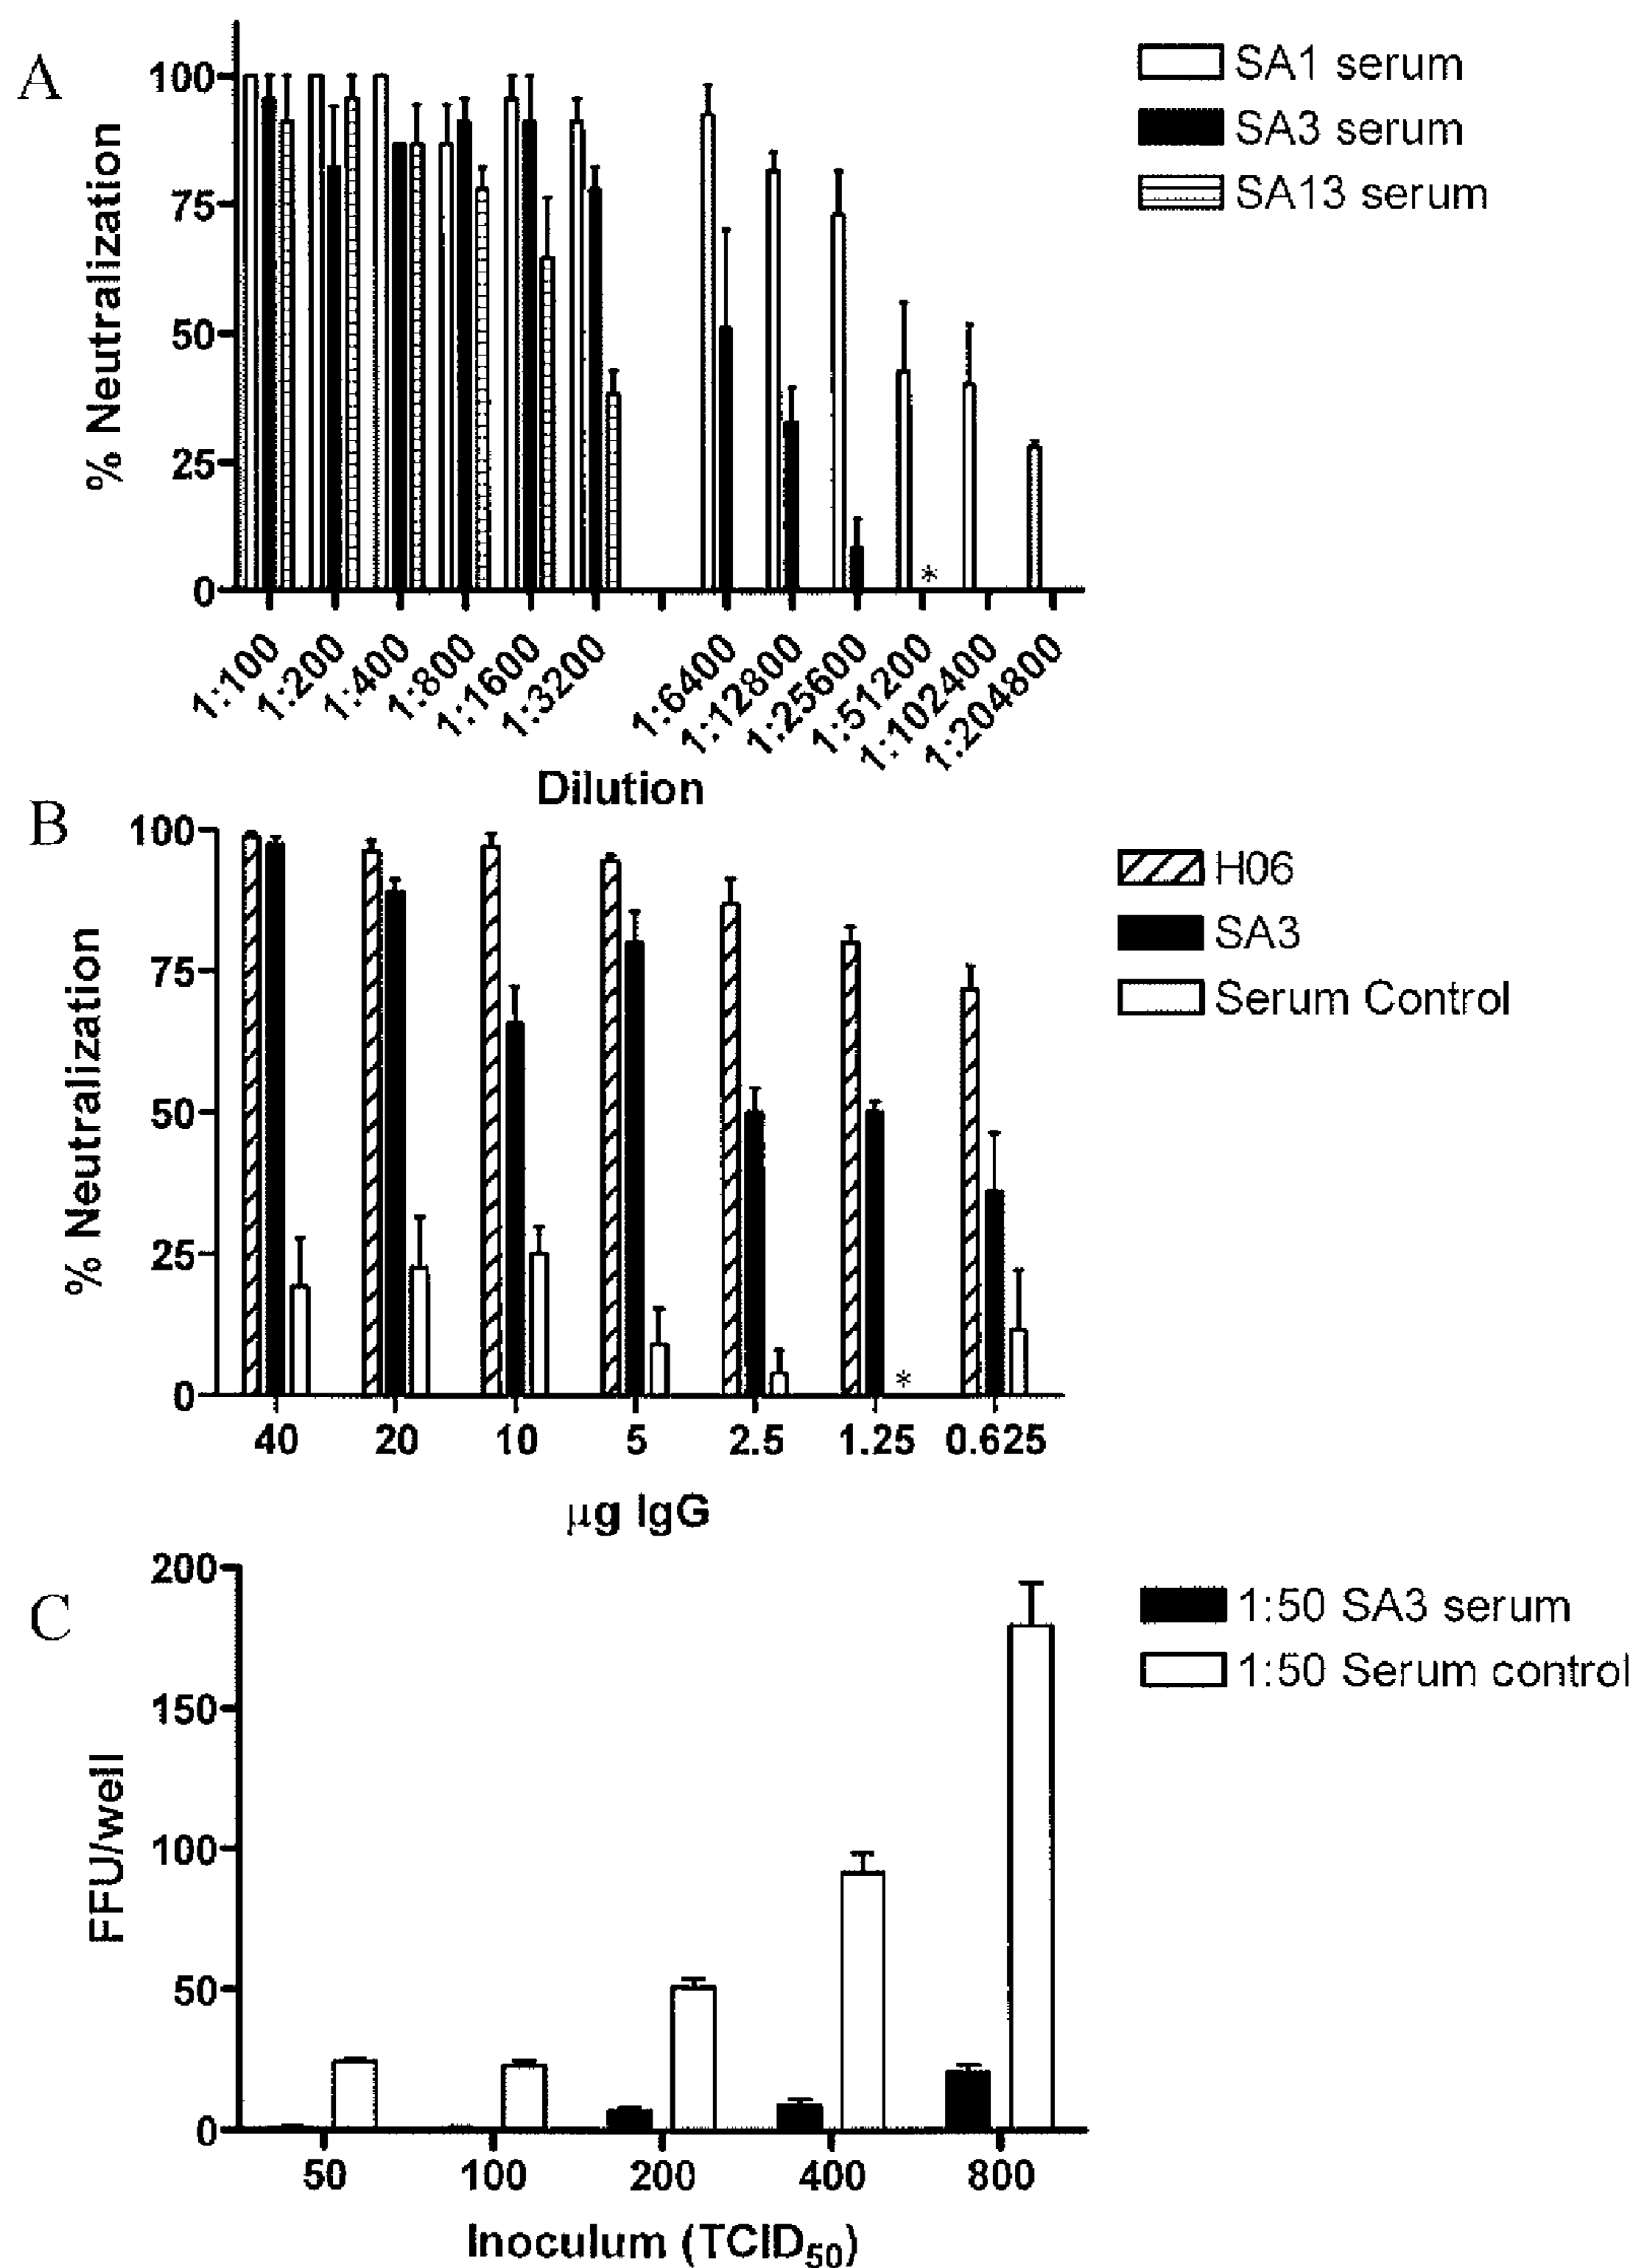 A
% Neutralization
100
75
50
25
0
SA1 serum
SA3 serum
SA13 serum
1:100
1:200
1:400
1:800
1:1600
1:3200
1:6400
1:12800
1:25600
1:51200
1:102400
1:204800
*
Dilution
B
% Neutralization
100
75
50
25
0
H06
SA3
Serum Control
*
40 20 10 5 2.5 1.25 0.625
µg IgG
C
FFU/well
200
150
100
50
0
1:50 SA3 serum
1:50 Serum control
50 100 200 400 800
Inoculum (TCID₅₀)